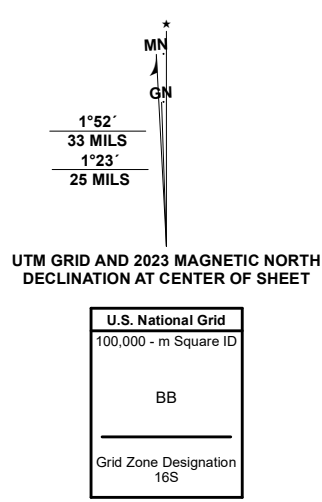 ★
MN
GN
1°52´
33 MILS
1°23´
25 MILS
UTM GRID AND 2023 MAGNETIC NORTH
DECLINATION AT CENTER OF SHEET
U.S. National Grid
100,000 - m Square ID
BB
Grid Zone Designation
16S